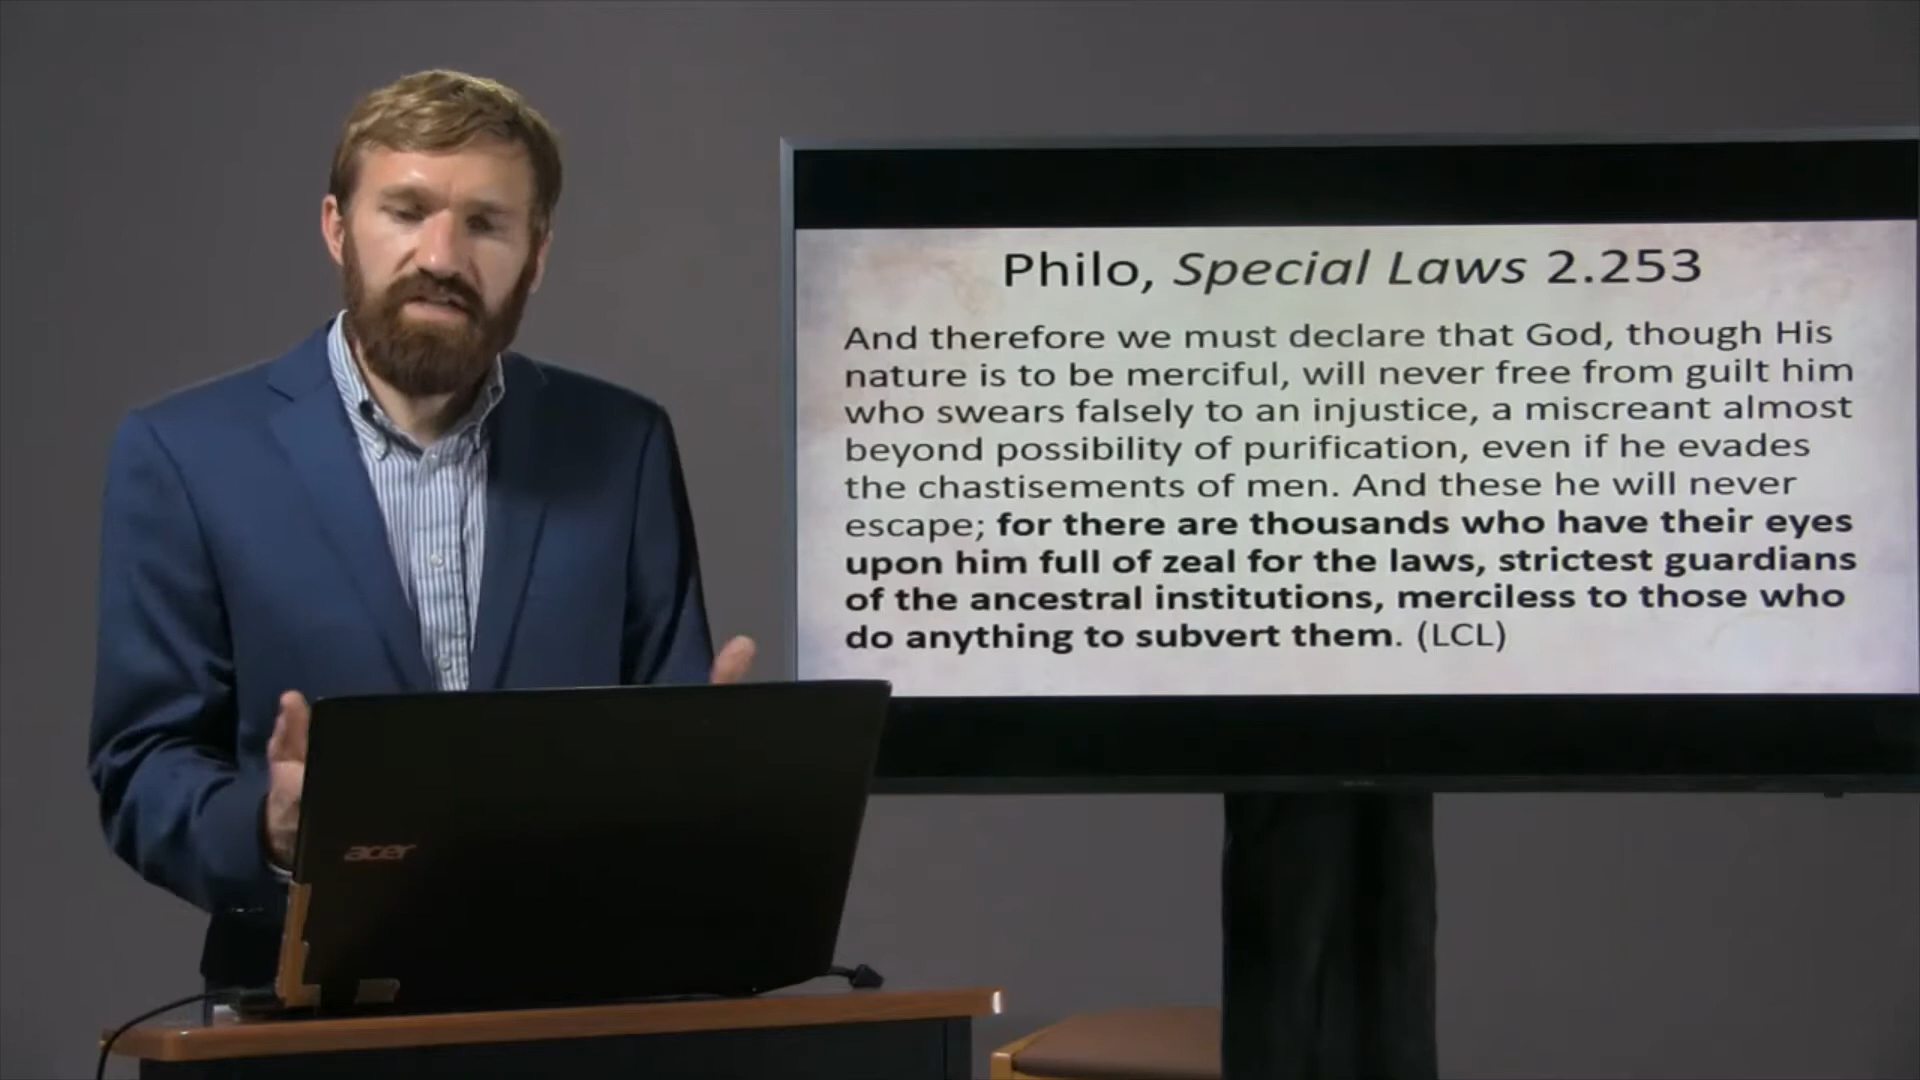 Philo, Special Laws 2.253
And therefore we must declare that God, though His
nature is to be merciful, will never free from guilt him
who swears falsely to an injustice, a miscreant almost
beyond possibility of purification, even if he evades
the chastisements of men. And these he will never
escape; for there are thousands who have their eyes
upon him full of zeal for the laws, strictest guardians
of the ancestral institutions, merciless to those who
do anything to subvert them. (LCL)
acer